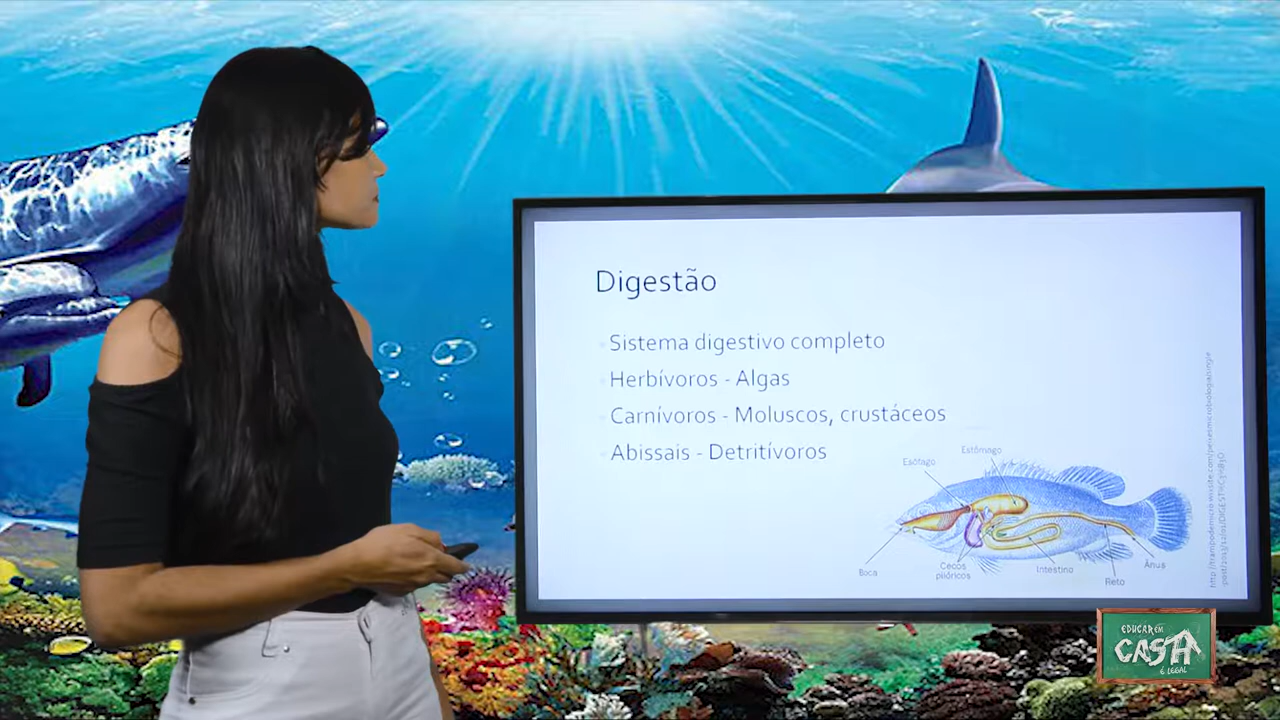 Digestão
Sistema digestivo completo
Herbívoros - Algas
Carnívoros - Moluscos, crustáceos
Abissais - Detritívoros
Estômago
Esôfago
Boca
Cecos
pilóricos
Intestino
Reto
Ânus
EDUCAR EM
CASA
É LEGAL